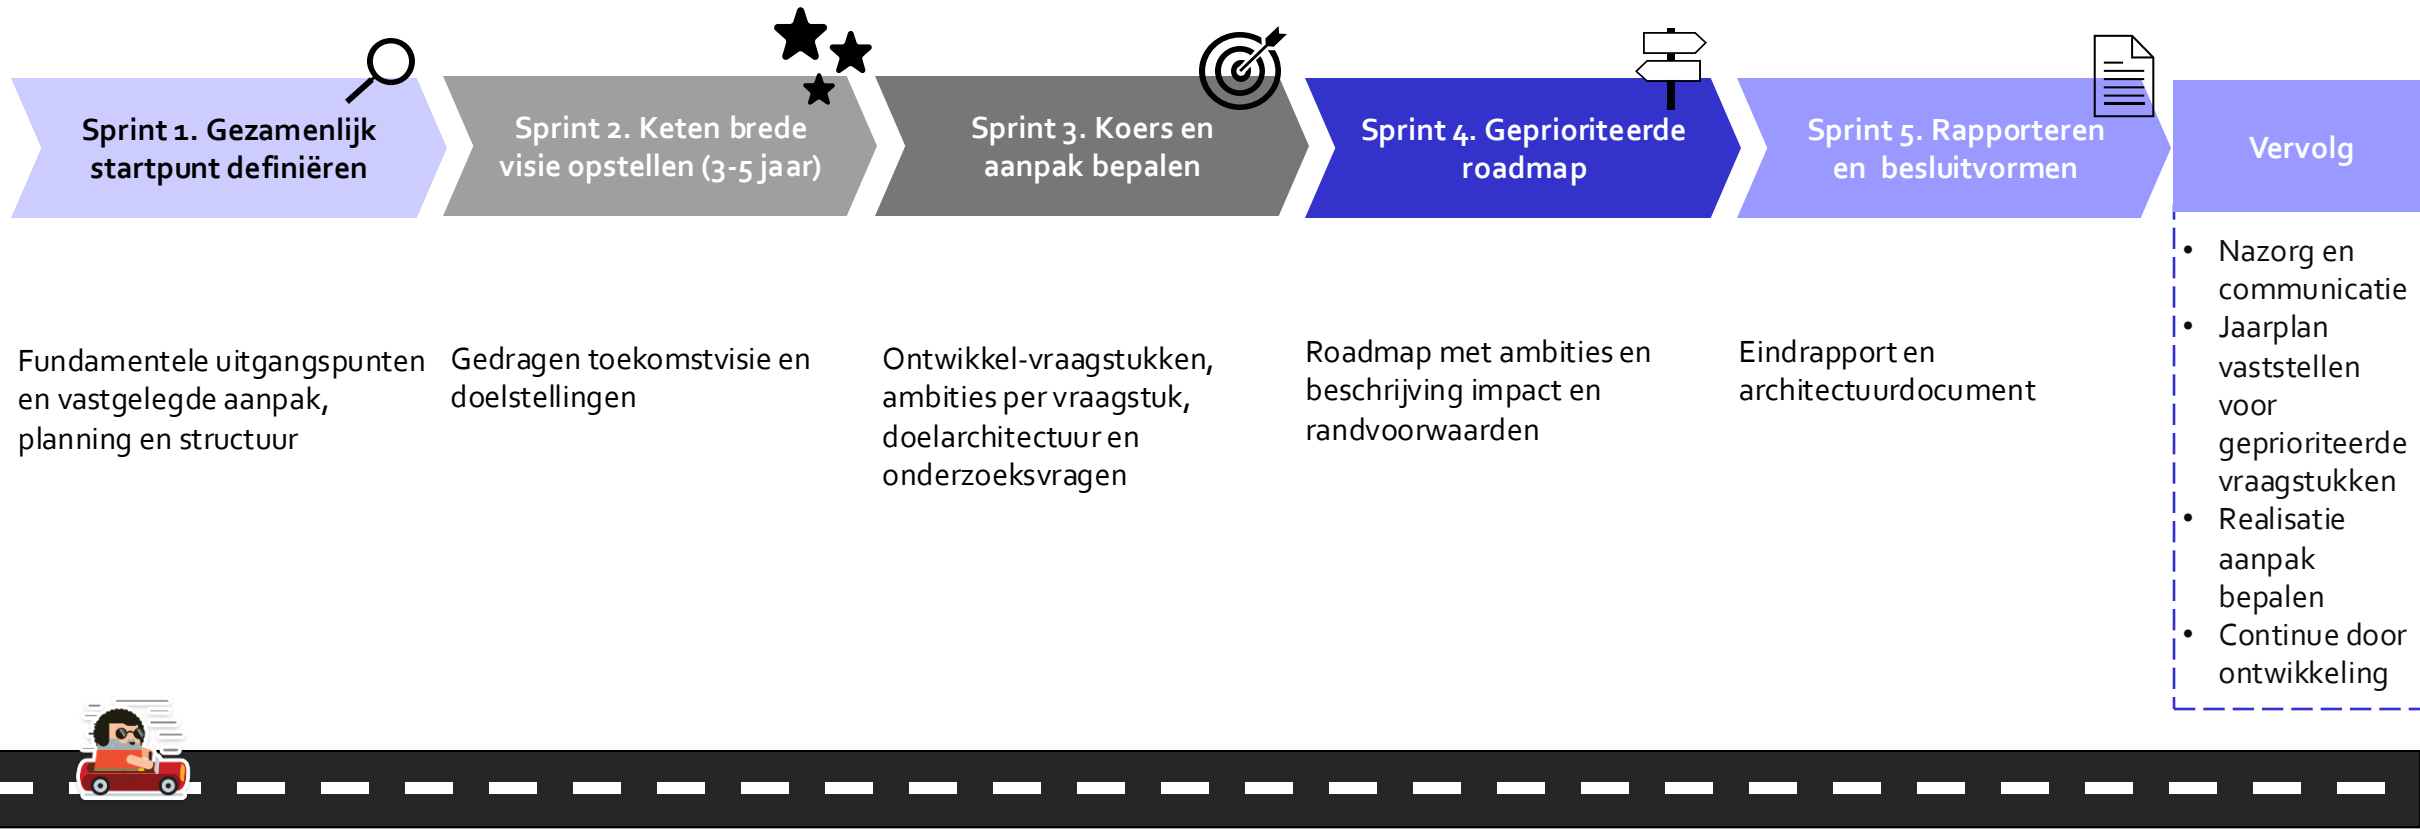 Sprint 1. Gezamenlijk
startpunt definiëren
Sprint 2. Keten brede
visie opstellen (3-5 jaar)
Sprint 3. Koers en
aanpak bepalen
Sprint 4. Geprioriteerde
roadmap
Sprint 5. Rapporteren
en besluitvormen
Vervolg
Fundamentele uitgangspunten
en vastgelegde aanpak,
planning en structuur
Gedragen toekomstvisie en
doelstellingen
Ontwikkel-vraagstukken,
ambities per vraagstuk,
doelarchitectuur en
onderzoeksvragen
Roadmap met ambities en
beschrijving impact en
randvoorwaarden
Eindrapport en
architectuurdocument
• Nazorg en
communicatie
• Jaarplan
vaststellen
voor
geprioriteerde
vraagstukken
• Realisatie
aanpak
bepalen
• Continue door
ontwikkeling